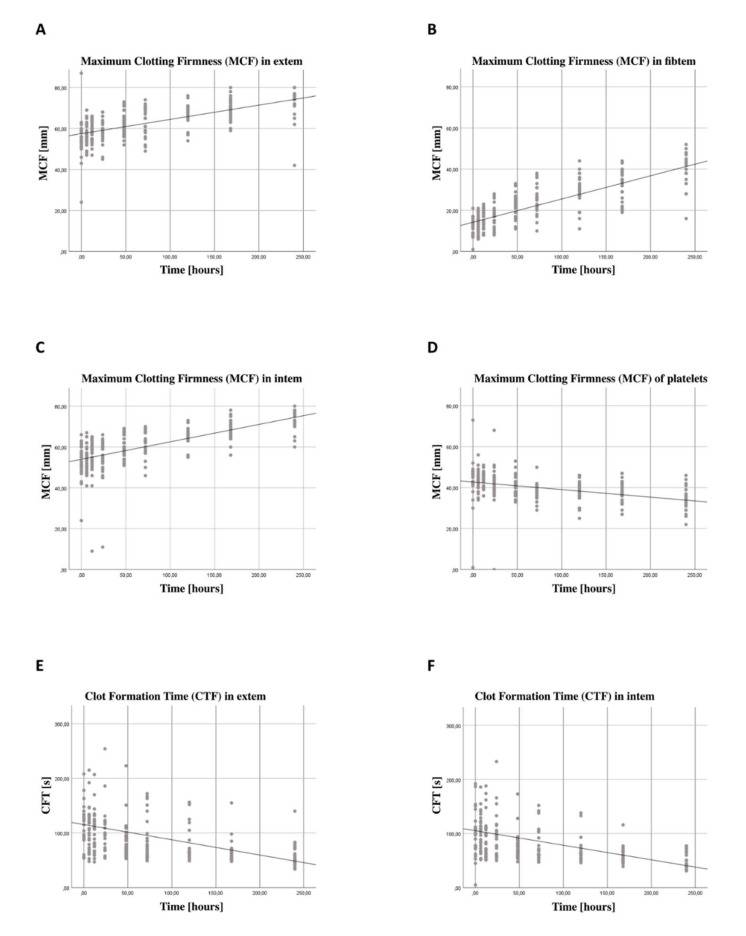 A
Maximum Clotting Firmness (MCF) in extem
MCF [mm]
80,00
60,00
40,00
20,00
,00
,00 50,00 100,00 150,00 200,00 250,00
Time [hours]
B
Maximum Clotting Firmness (MCF) in fibtem
MCF [mm]
80,00
60,00
40,00
20,00
,00
,00 50,00 100,00 150,00 200,00 250,00
Time [hours]
C
Maximum Clotting Firmness (MCF) in intem
MCF [mm]
80,00
60,00
40,00
20,00
,00
,00 50,00 100,00 150,00 200,00 250,00
Time [hours]
D
Maximum Clotting Firmness (MCF) of platelets
MCF [mm]
80,00
60,00
40,00
20,00
,00
,00 50,00 100,00 150,00 200,00 250,00
Time [hours]
E
Clot Formation Time (CTF) in extem
CFT [s]
300,00
200,00
100,00
,00
,00 50,00 100,00 150,00 200,00 250,00
Time [hours]
F
Clot Formation Time (CTF) in intem
CFT [s]
300,00
200,00
100,00
,00
,00 50,00 100,00 150,00 200,00 250,00
Time [hours]